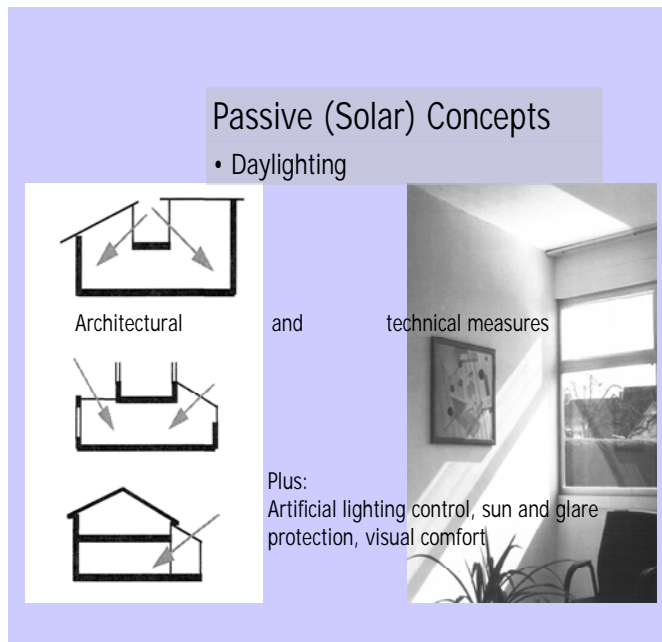 Passive (Solar) Concepts
• Daylighting
Architectural and technical measures
Plus:
Artificial lighting control, sun and glare
protection, visual comfort